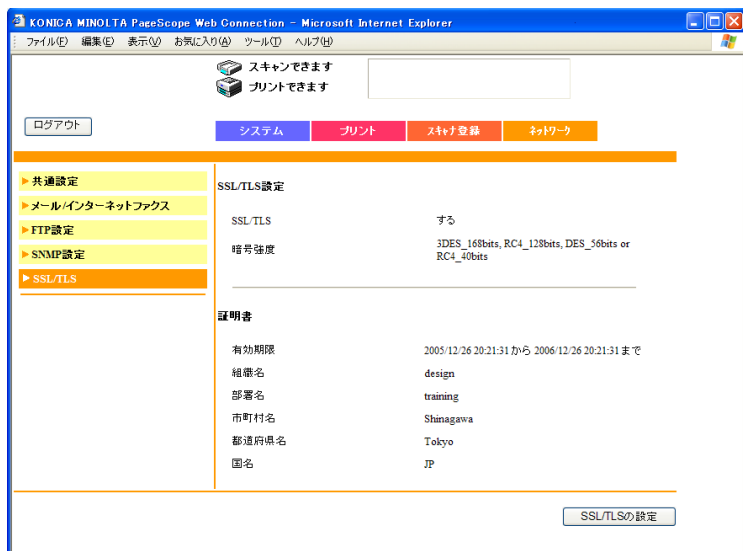 KONICA MINOLTA PageScope Web Connection - Microsoft Internet Explorer
ファイル(F) 編集(E) 表示(V) お気に入り(A) ツール(T) ヘルプ(H)
スキャンできます
プリントできます
ログアウト
システム プリント スキャナ登録 ネットワーク
▶共通設定
▶メール/インターネットファクス
▶FTP設定
▶SNMP設定
▶SSL/TLS
SSL/TLS設定
SSL/TLS する
暗号強度 3DES_168bits, RC4_128bits, DES_56bits or
RC4_40bits
証明書
有効期限 2005/12/26 20:21:31から 2006/12/26 20:21:31まで
組織名 design
部署名 training
市町村名 Shinagawa
都道府県名 Tokyo
国名 JP
SSL/TLSの設定